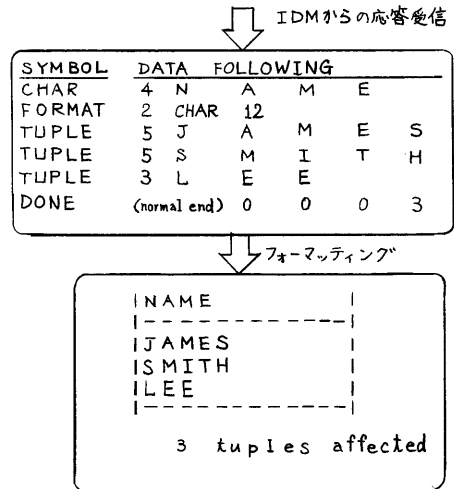 IDMからの応答受信
SYMBOL DATA FOLLOWING
CHAR 4 N A M E
FORMAT 2 CHAR 12
TUPLE 5 J A M E S
TUPLE 5 S M I T H
TUPLE 3 L E E
DONE (normal end) 0 0 0 3
フォーマッティング
NAME
JAMES
SMITH
LEE
3 tuples affected